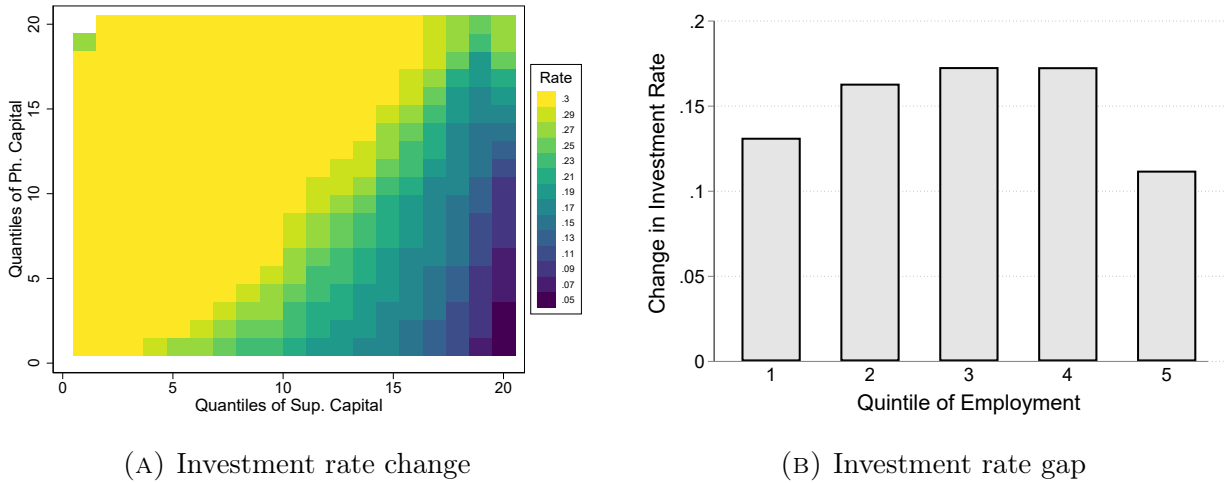 20
15
10
5
0
Quantiles of Ph. Capital
0 5 10 15 20
Quantiles of Sup. Capital
Rate
.3
.29
.27
.25
.23
.21
.19
.17
.15
.13
.11
.09
.07
.05
(A) Investment rate change
.2
.15
.1
.05
0
Change in Investment Rate
1 2 3 4 5
Quintile of Employment
(B) Investment rate gap